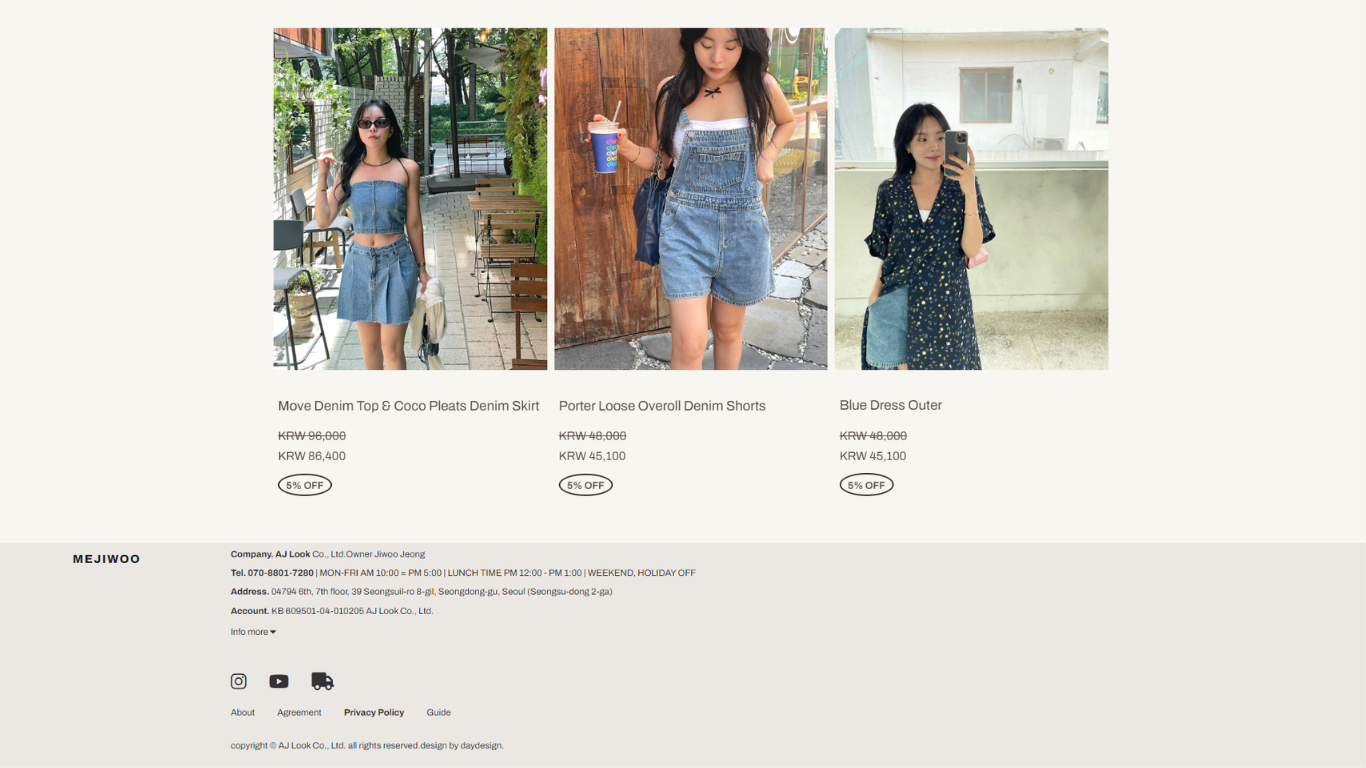 Move Denim Top & Coco Pleats Denim Skirt
KRW 96,000
KRW 86,400
5% OFF
Porter Loose Overoll Denim Shorts
KRW 48,000
KRW 45,100
5% OFF
Blue Dress Outer
KRW 48,000
KRW 45,100
5% OFF
MEJIWOO
Company. AJ Look Co., Ltd.Owner Jiwoo Jeong
Tel. 070-8801-7280 | MON-FRI AM 10:00 = PM 5:00 | LUNCH TIME PM 12:00 - PM 1:00 | WEEKEND, HOLIDAY OFF
Address. 04794 6th, 7th floor, 39 Seongsuil-ro 8-gil, Seongdong-gu, Seoul (Seongsu-dong 2-ga)
Account. KB 609501-04-010205 AJ Look Co., Ltd.
Info more
About Agreement Privacy Policy Guide
copyright © AJ Look Co., Ltd. all rights reserved.design by daydesign.